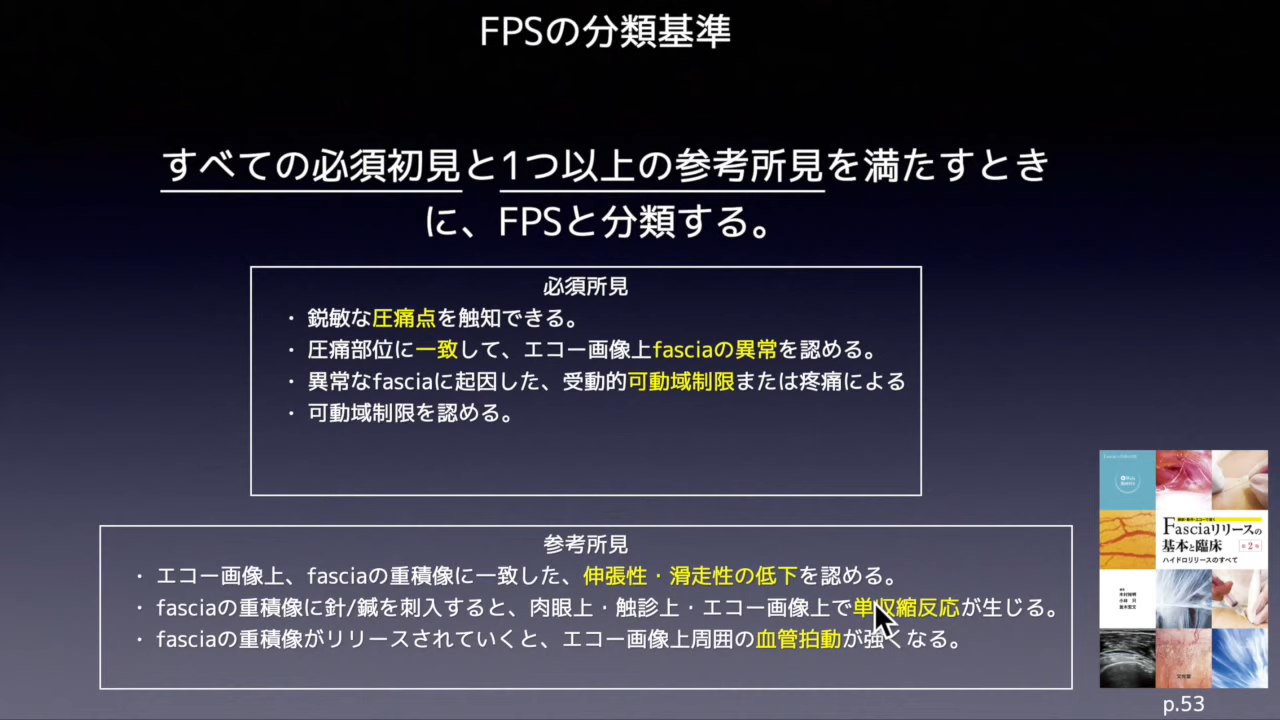 FPSの分類基準
すべての必須初見と1つ以上の参考所見を満たすとき
に、FPSと分類する。
必須所見
・ 鋭敏な圧痛点を触知できる。
・ 圧痛部位に一致して、エコー画像上fasciaの異常を認める。
・ 異常なfasciaに起因した、受動的可動域制限または疼痛による
・ 可動域制限を認める。
参考所見
・ エコー画像上、fasciaの重積像に一致した、伸張性・滑走性の低下を認める。
・ fasciaの重積像に針/鍼を刺入すると、肉眼上・触診上・エコー画像上で単収縮反応が生じる。
・ fasciaの重積像がリリースされていくと、エコー画像上周囲の血管拍動が強くなる。
Fasciaリリースの
基本と臨床
第2版
ハイドロリリースのすべて
p.53